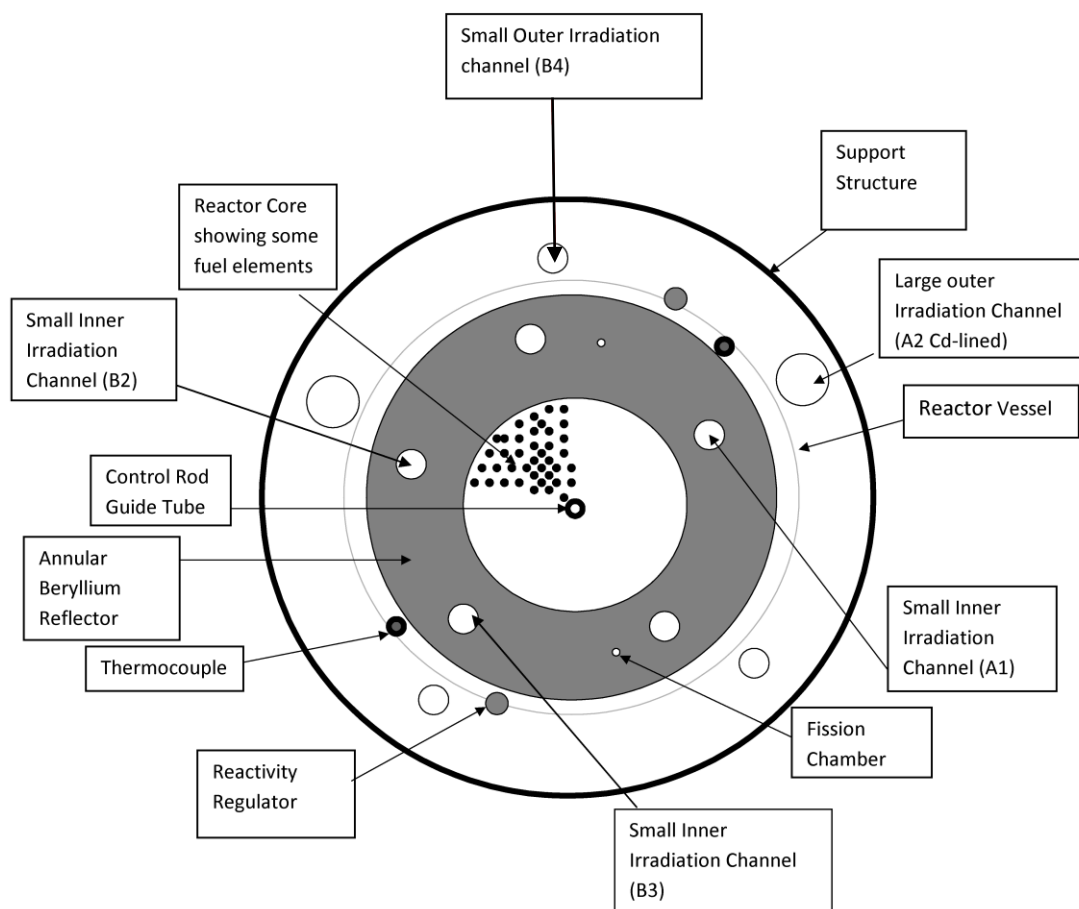 Small Outer Irradiation
channel (B4)
Support
Structure
Reactor Core
showing some
fuel elements
Large outer
Irradiation Channel
(A2 Cd-lined)
Small Inner
Irradiation
Channel (B2)
Reactor Vessel
Control Rod
Guide Tube
Annular
Beryllium
Reflector
Small Inner
Irradiation
Channel (A1)
Thermocouple
Fission
Chamber
Reactivity
Regulator
Small Inner
Irradiation Channel
(B3)